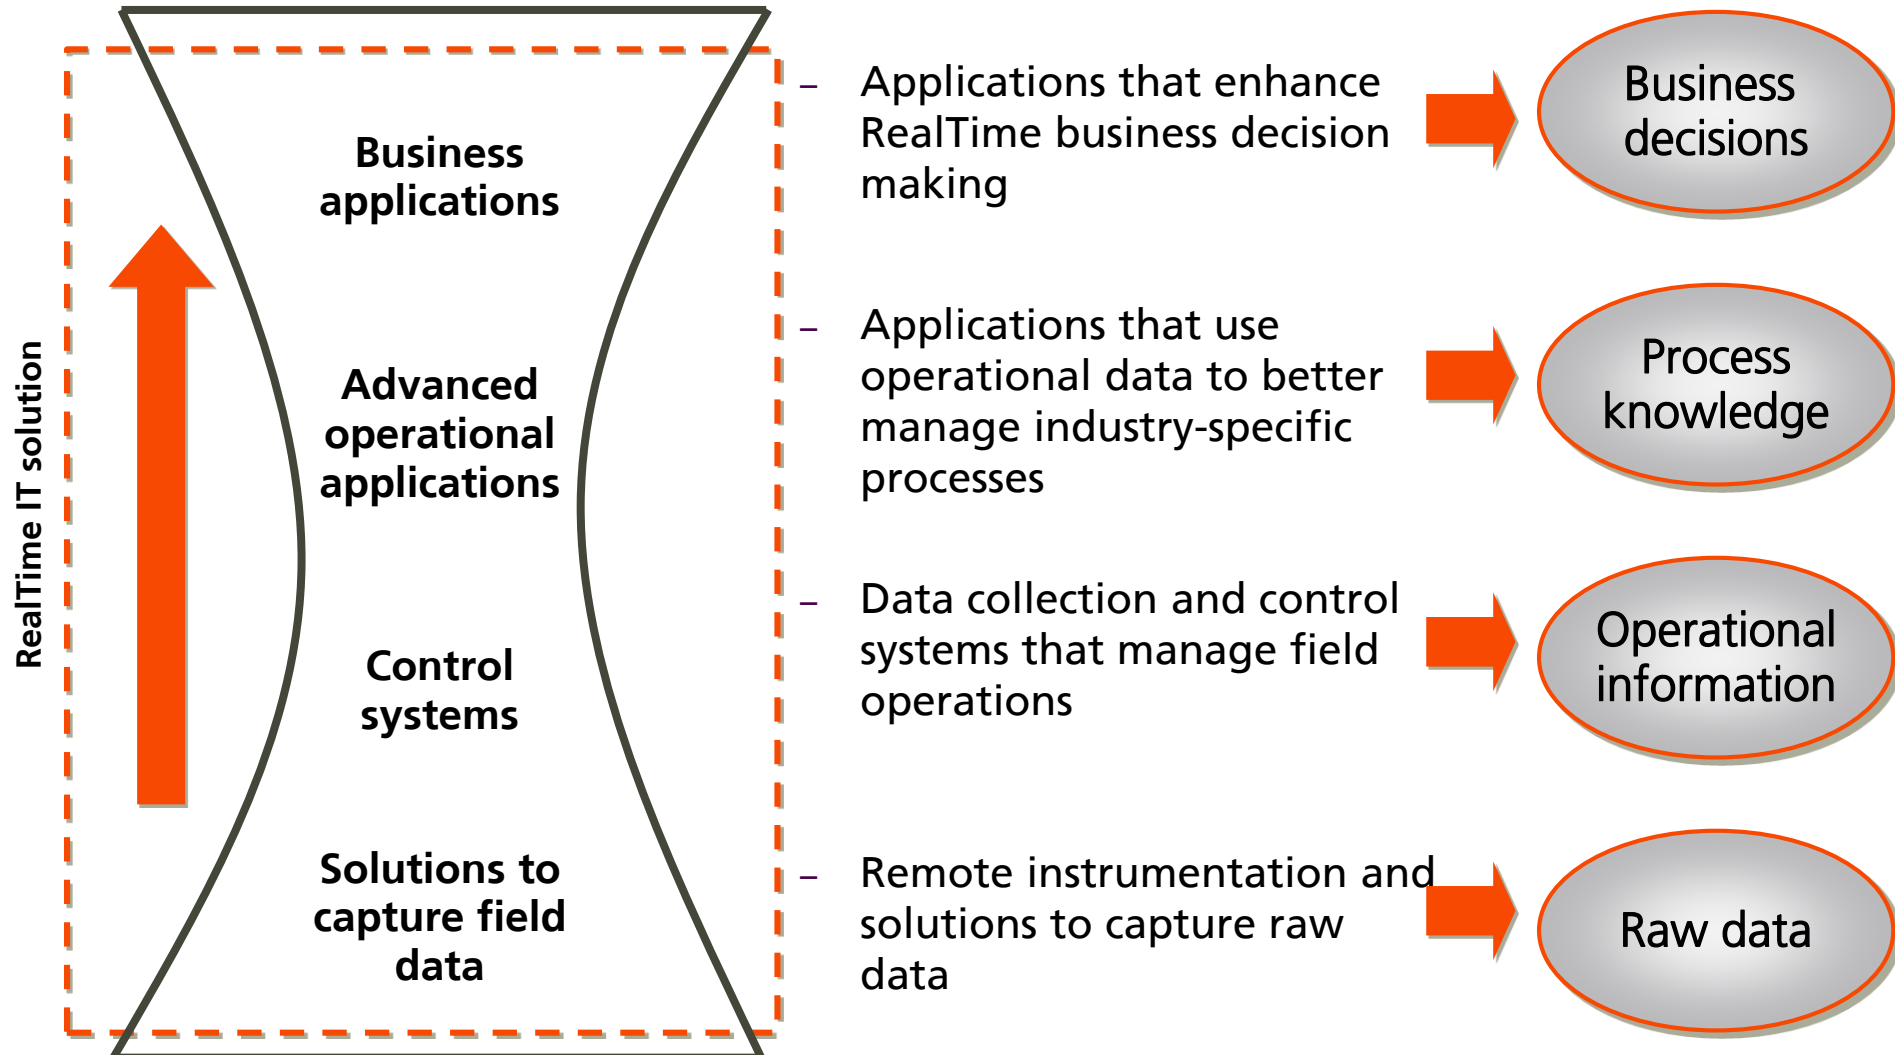 RealTime IT solution
Business
applications
– Applications that enhance
RealTime business decision
making
Business
decisions
Advanced
operational
applications
– Applications that use
operational data to better
manage industry-specific
processes
Process
knowledge
Control
systems
– Data collection and control
systems that manage field
operations
Operational
information
Solutions to
capture field
data
– Remote instrumentation and
solutions to capture raw
data
Raw data